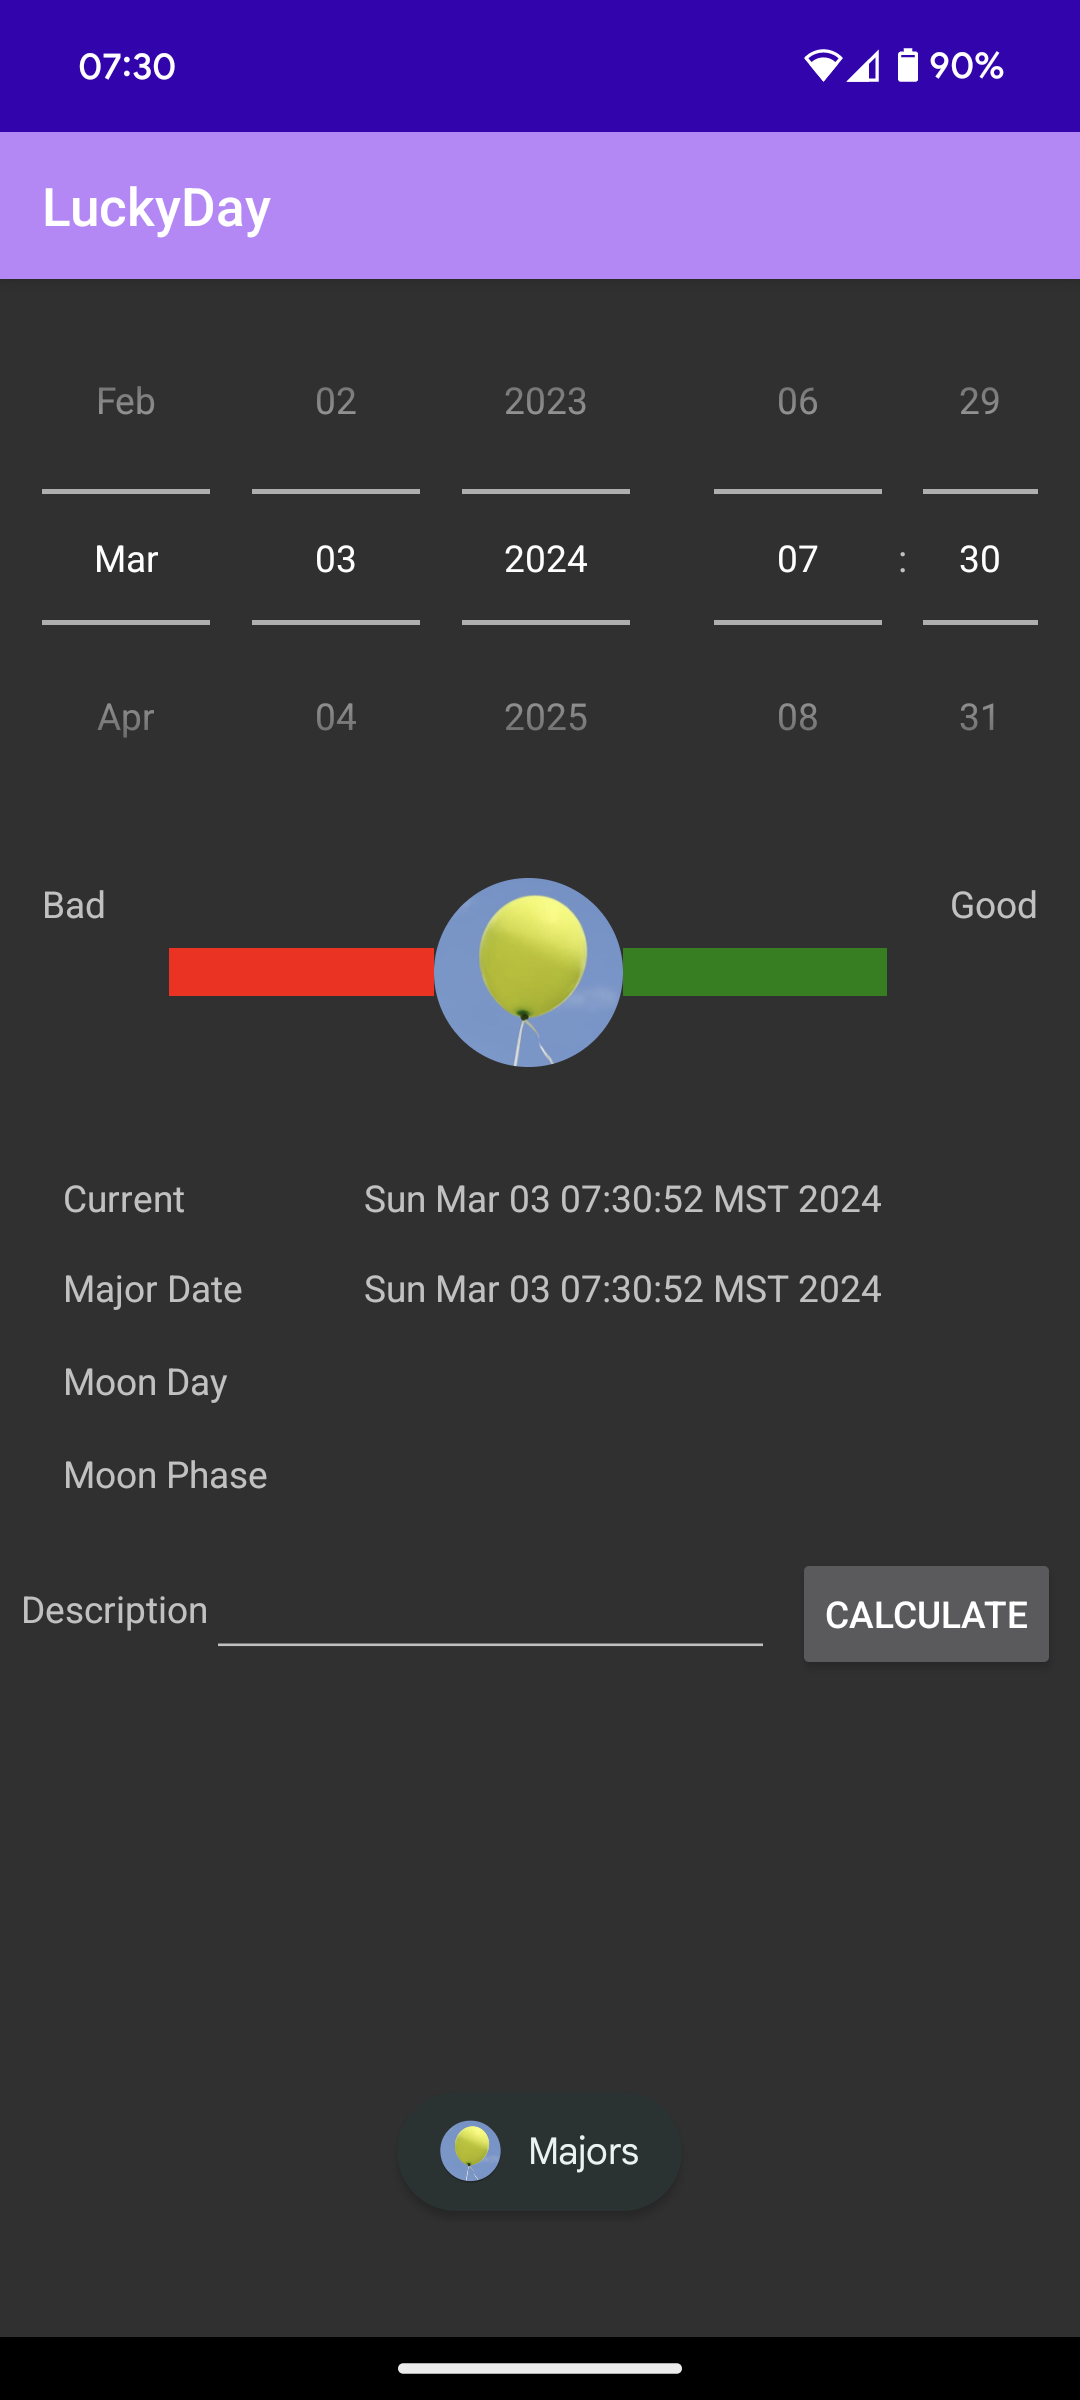 07:30 90%
LuckyDay
Feb 02 2023 06 29
Mar 03 2024 07 : 30
Apr 04 2025 08 31
Bad Good
Current Sun Mar 03 07:30:52 MST 2024
Major Date Sun Mar 03 07:30:52 MST 2024
Moon Day
Moon Phase
Description CALCULATE
Majors